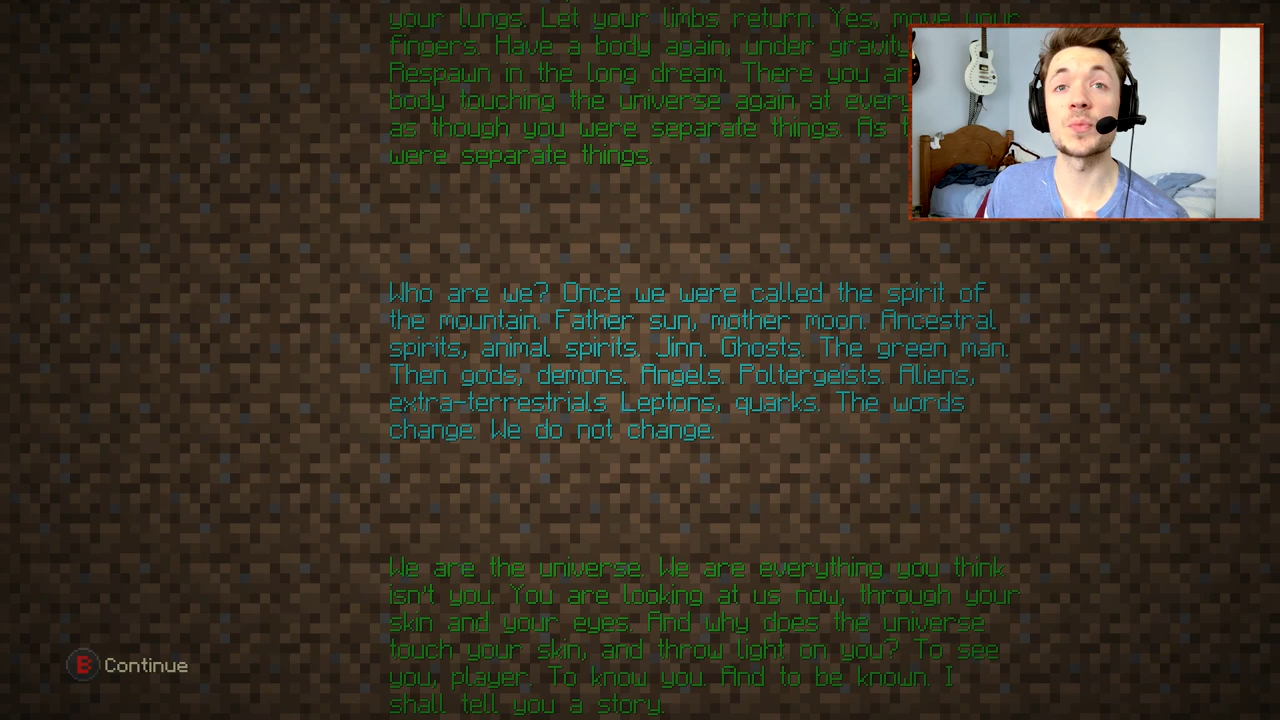 your lungs. Let your limbs return. Yes, move your
fingers. Have a body again, under gravity
Respawn in the long dream. There you ar
body touching the universe again at every
as though you were separate things. As t
were separate things.
Who are we? Once we were called the spirit of
the mountain. Father sun, mother moon. Ancestral
spirits, animal spirits. Jinn. Ghosts. The green man.
Then gods, demons. Angels. Poltergeists. Aliens,
extra-terrestrials. Leptons, quarks. The words
change. We do not change.
We are the universe. We are everything you think
isn't you. You are looking at us now, through your
skin and your eyes. And why does the universe
touch your skin, and throw light on you? To see
you, player. To know you. And to be known. I
shall tell you a story.
B Continue